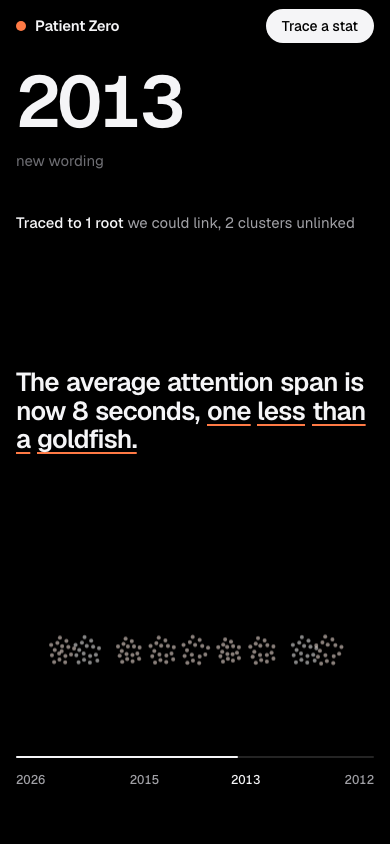 Patient Zero
Trace a stat
2013
new wording
Traced to 1 root we could link, 2 clusters unlinked
The average attention span is
now 8 seconds, one less than
a goldfish.
2026
2015
2013
2012